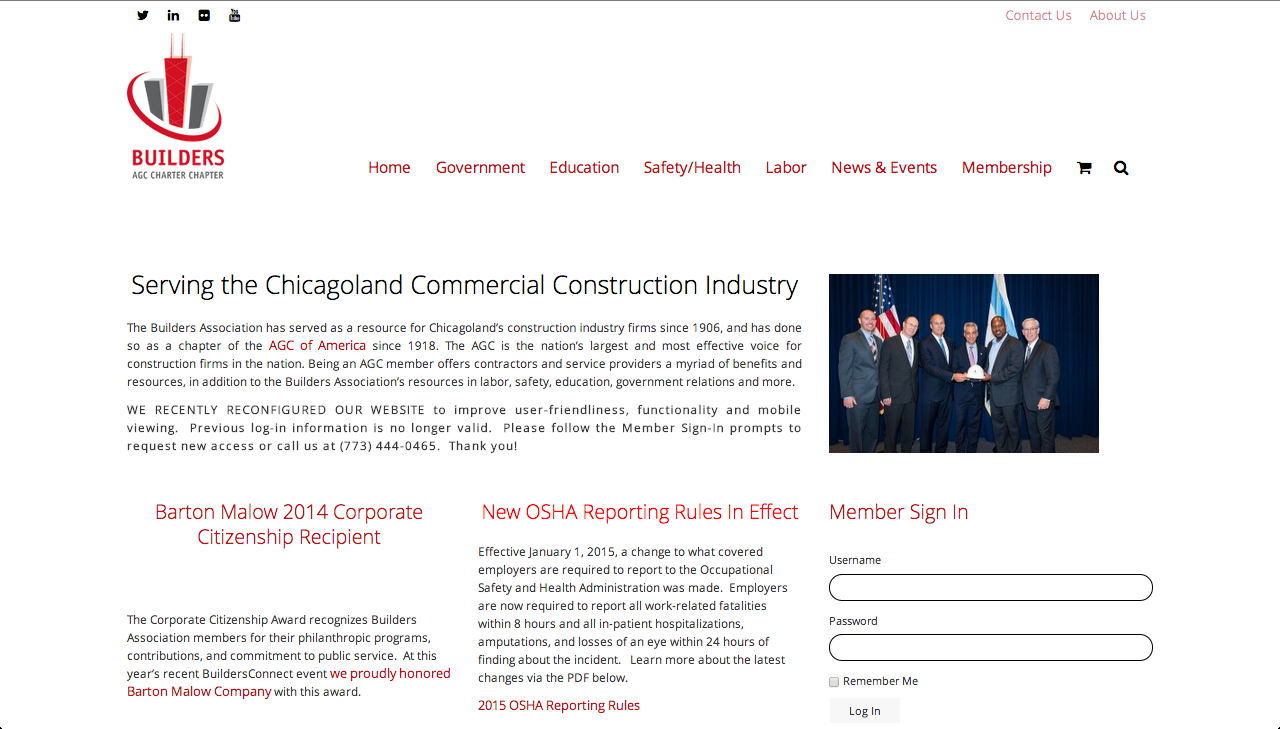 Contact Us About Us
BUILDERS
AGC CHARTER CHAPTER
Home Government Education Safety/Health Labor News & Events Membership
Serving the Chicagoland Commercial Construction Industry
The Builders Association has served as a resource for Chicagoland's construction industry firms since 1906, and has done
so as a chapter of the AGC of America since 1918. The AGC is the nation's largest and most effective voice for
construction firms in the nation. Being an AGC member offers contractors and service providers a myriad of benefits and
resources, in addition to the Builders Association's resources in labor, safety, education, government relations and more.
WE RECENTLY RECONFIGURED OUR WEBSITE to improve user-friendliness, functionality and mobile
viewing. Previous log-in information is no longer valid. Please follow the Member Sign-In prompts to
request new access or call us at (773) 444-0465. Thank you!
Barton Malow 2014 Corporate
Citizenship Recipient
The Corporate Citizenship Award recognizes Builders
Association members for their philanthropic programs,
contributions, and commitment to public service. At this
year's recent BuildersConnect event we proudly honored
Barton Malow Company with this award.
New OSHA Reporting Rules In Effect
Effective January 1, 2015, a change to what covered
employers are required to report to the Occupational
Safety and Health Administration was made. Employers
are now required to report all work-related fatalities
within 8 hours and all in-patient hospitalizations,
amputations, and losses of an eye within 24 hours of
finding about the incident. Learn more about the latest
changes via the PDF below.
2015 OSHA Reporting Rules
Member Sign In
Username
Password
Remember Me
Log In